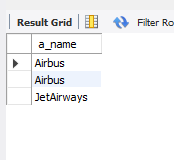 Result Grid Filter Ro
a_name
Airbus
Airbus
JetAirways